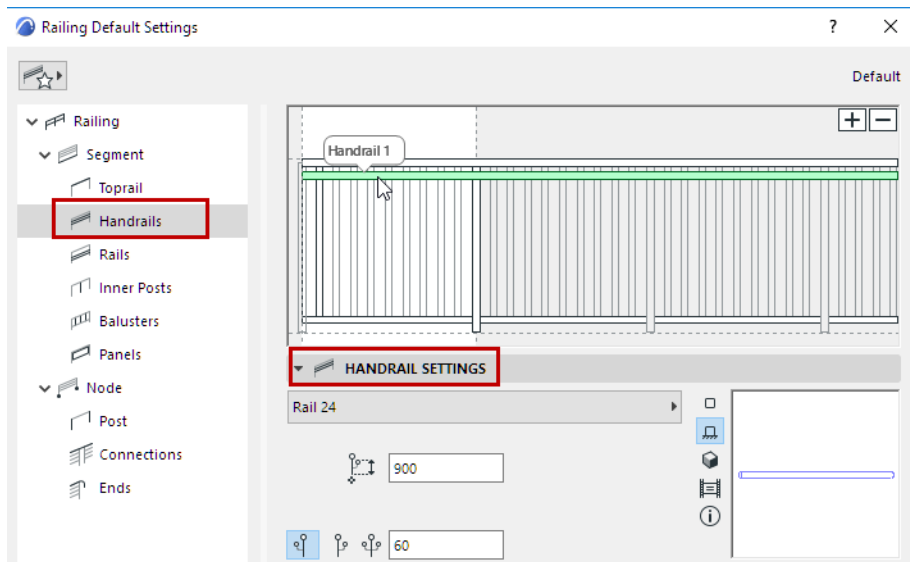 Railing Default Settings
?
Default
Railing
Segment
Toprail
Handrails
Rails
Inner Posts
Balusters
Panels
Node
Post
Connections
Ends
Handrail 1
HANDRAIL SETTINGS
Rail 24
900
60